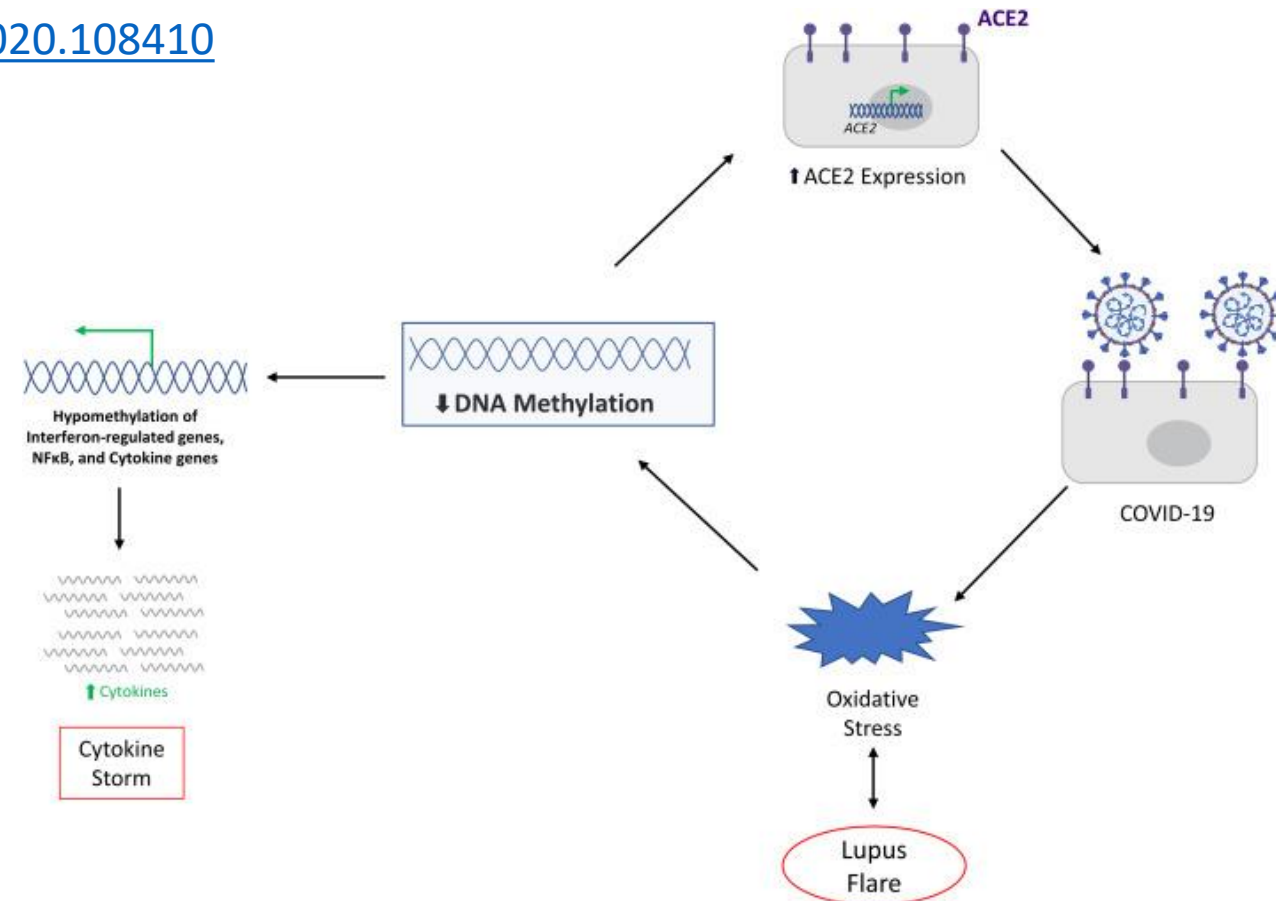 020.108410
ACE2
ACE2
⬆ACE2 Expression
⬇DNA Methylation
Hypomethylation of
Interferon-regulated genes,
NFκB, and Cytokine genes
COVID-19
⬆Cytokines
Cytokine
Storm
Oxidative
Stress
Lupus
Flare